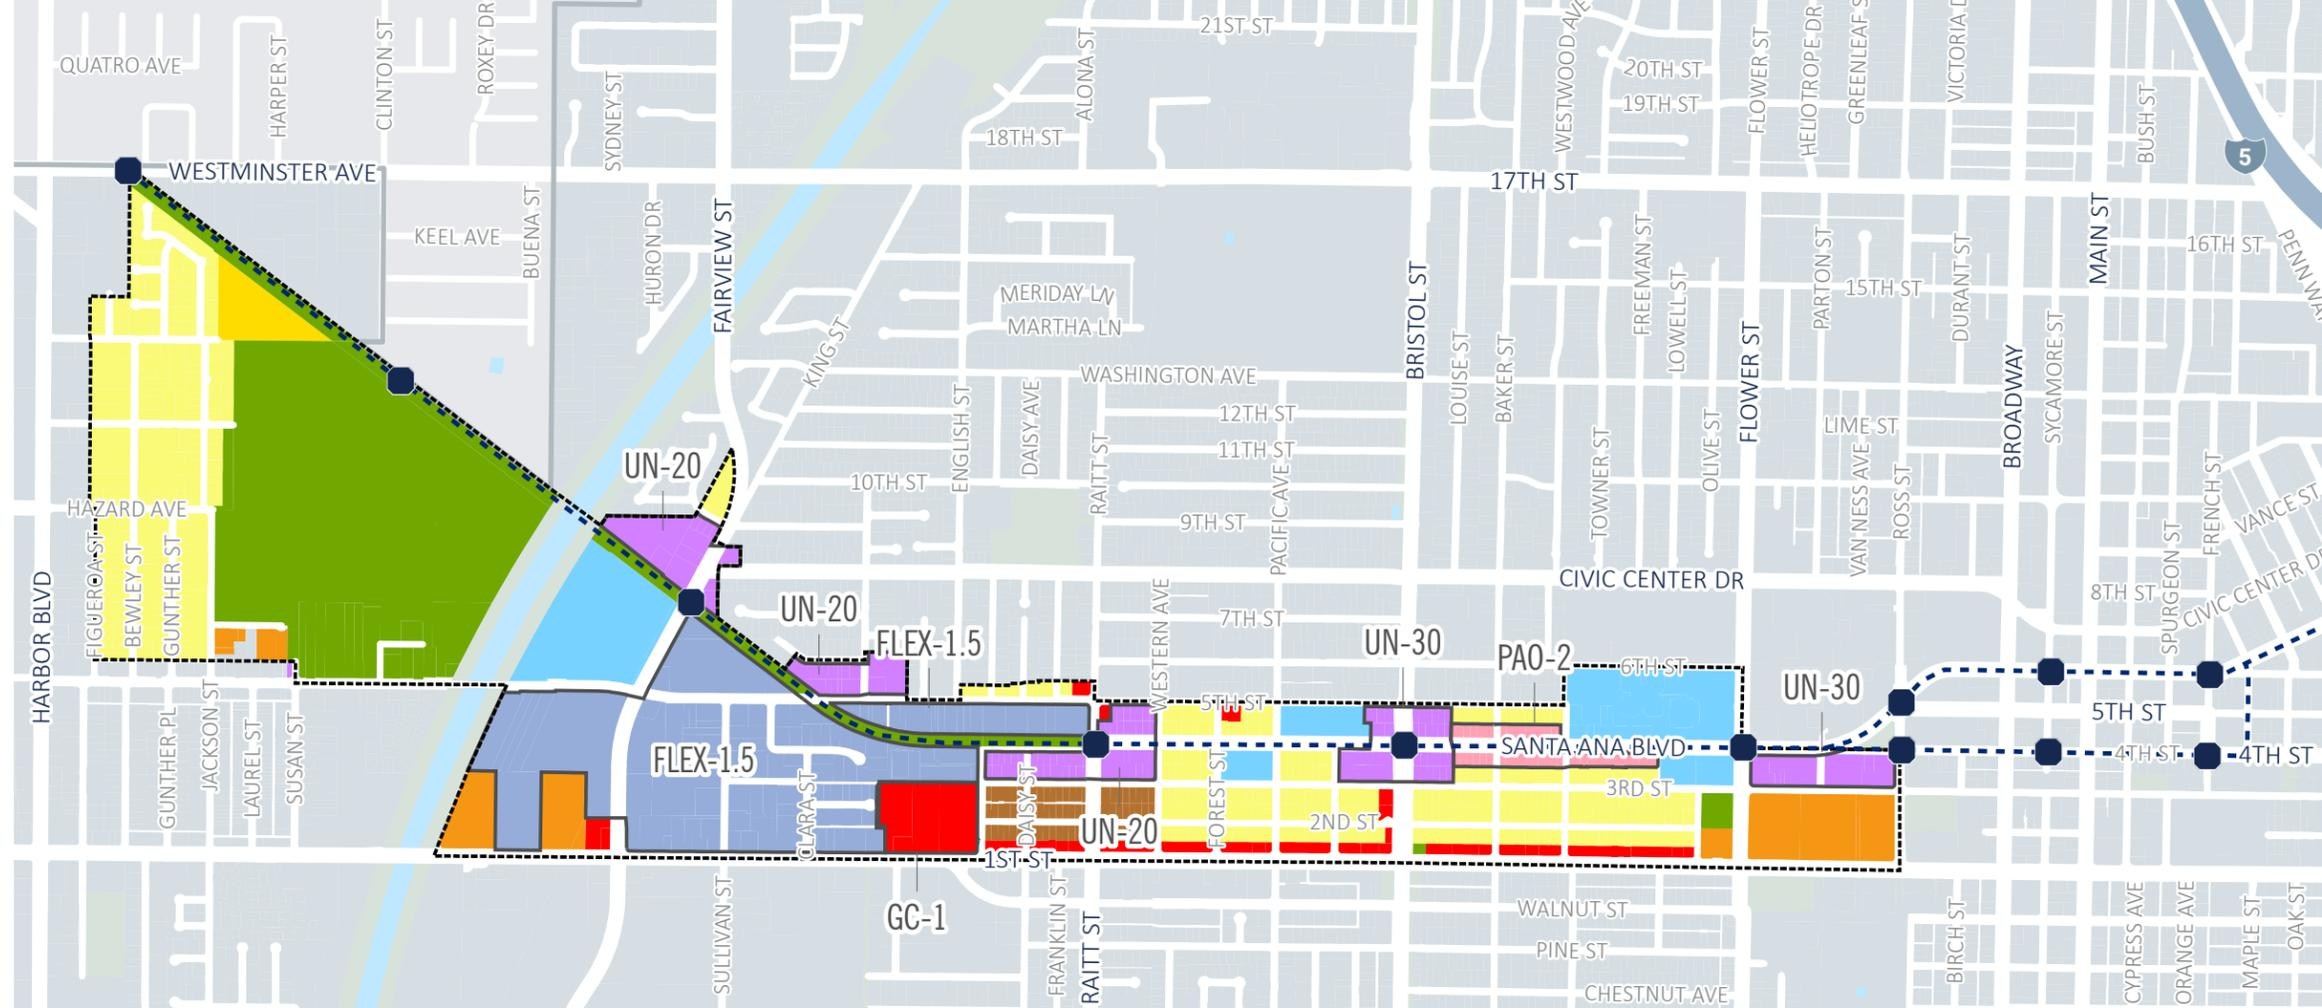 21ST ST
QUATRO AVE
HARPER ST
CLINTON ST
ROXEY DR
SYDNEY ST
ALONA ST
18TH ST
WESTWOOD AVE
20TH ST
19TH ST
FLOWER ST
HELIOTROPE DR
GREENLEAF S
VICTORIA D
BUSH ST
5
WESTMINSTER AVE
17TH ST
KEEL AVE
BUENA ST
HURON DR
FAIRVIEW ST
KING ST
MERIDAY LN
MARTHA LN
WASHINGTON AVE
BRISTOL ST
LOUISE ST
BAKER ST
FREEMAN ST
LOWELL ST
FLOWER ST
PARTON ST
15TH ST
DURANT ST
MAIN ST
16TH ST
PENN WA
BROADWAY
SYCAMORE ST
12TH ST
11TH ST
10TH ST
9TH ST
ENGLISH ST
DAISY AVE
RAITT ST
PACIFIC AVE
TOWNER ST
OLIVE ST
LIME ST
VAN NESS AVE
ROSS ST
FRENCH ST
VANCE ST
SPURGEON ST
CIVIC CENTER D
UN-20
HAZARD AVE
FIGUEROA ST
BEWLEY ST
GUNTHER ST
HARBOR BLVD
CIVIC CENTER DR
8TH ST
UN-20
FLEX-1.5
WESTERN AVE
7TH ST
UN-30
PAO-2
6TH ST
UN-30
5TH ST
5TH ST
SANTA ANA BLVD
4TH ST
4TH ST
FLEX-1.5
GUNTHER PL
JACKSON ST
LAUREL ST
SUSAN ST
CLARA ST
DAISY ST
FOREST ST
3RD ST
2ND ST
UN-20
1ST ST
GC-1
SULLIVAN ST
FRANKLIN ST
RAITT ST
WALNUT ST
PINE ST
CHESTNUT AVE
BIRCH ST
CYPRESS AVE
ORANGE AVE
MAPLE ST
OAK ST